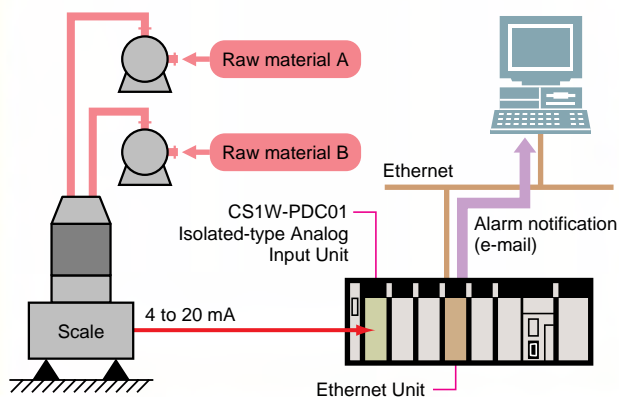 Raw material A
Raw material B
Ethernet
CS1W-PDC01
Isolated-type Analog
Input Unit
Alarm notification
(e-mail)
4 to 20 mA
Scale
Ethernet Unit